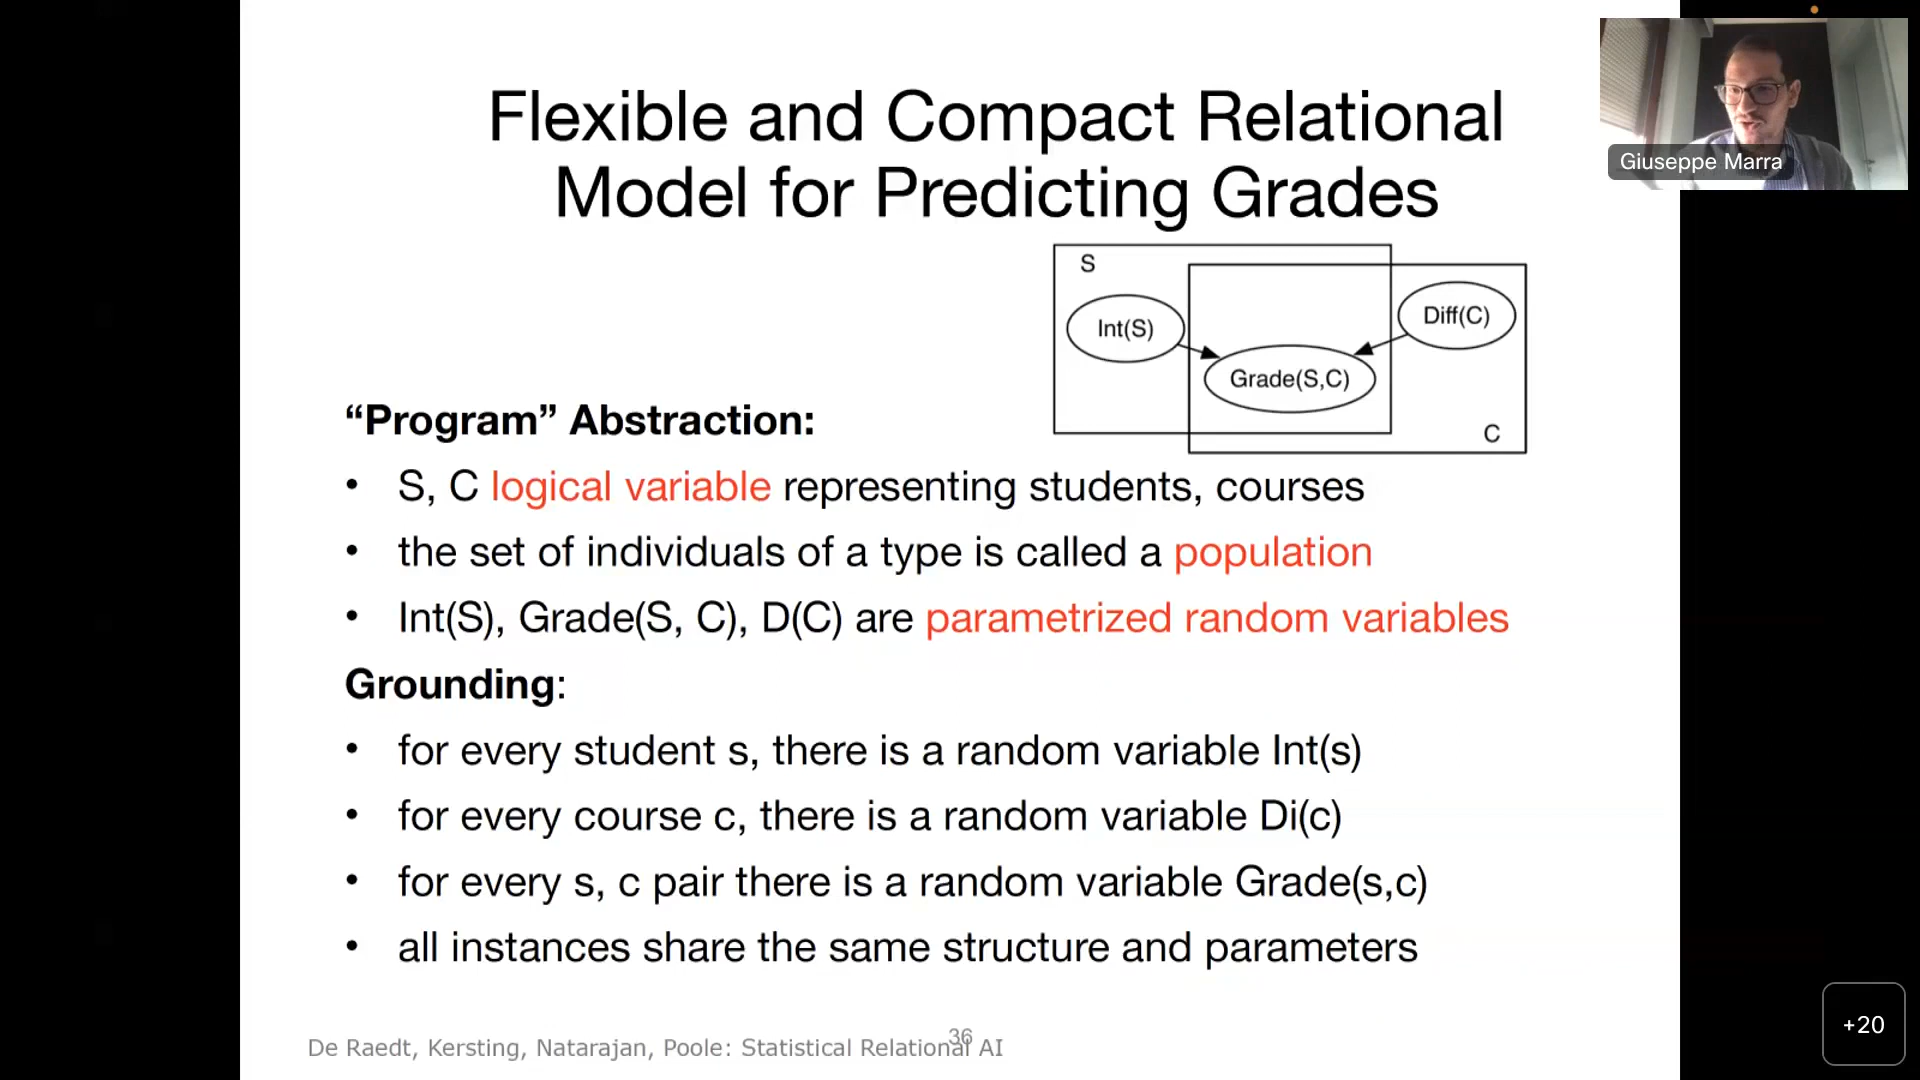 Flexible and Compact Relational
Model for Predicting Grades
Giuseppe Marra
S
Int(S)
Diff(C)
Grade(S,C)
C
“Program” Abstraction:
• S, C logical variable representing students, courses
• the set of individuals of a type is called a population
• Int(S), Grade(S, C), D(C) are parametrized random variables
Grounding:
• for every student s, there is a random variable Int(s)
• for every course c, there is a random variable Di(c)
• for every s, c pair there is a random variable Grade(s,c)
• all instances share the same structure and parameters
36
De Raedt, Kersting, Natarajan, Poole: Statistical Relational AI
+20